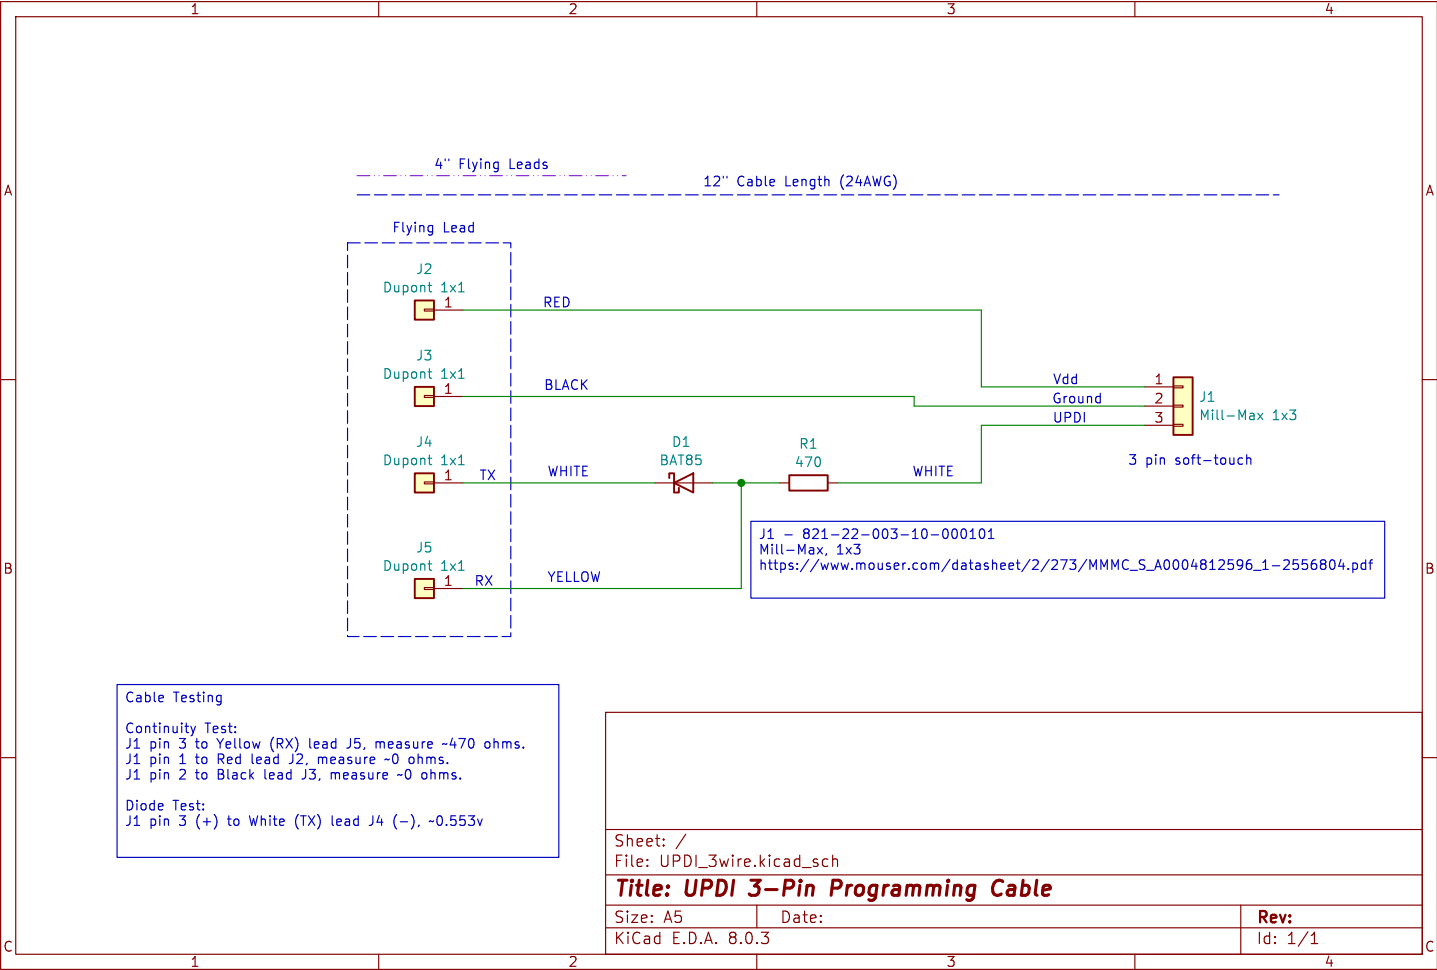 1 2 3 4
A A
4" Flying Leads
12" Cable Length (24AWG)
Flying Lead
J2
Dupont 1x1
1
RED
J3
Dupont 1x1
1
BLACK
Vdd 1
Ground 2
UPDI 3
J1
Mill-Max 1x3
3 pin soft-touch
J4
Dupont 1x1
1
TX
WHITE
D1
BAT85
R1
470
WHITE
J1 - 821-22-003-10-000101
Mill-Max, 1x3
https://www.mouser.com/datasheet/2/273/MMMC_S_A0004812596_1-2556804.pdf
J5
Dupont 1x1
1
RX
YELLOW
B B
Cable Testing
Continuity Test:
J1 pin 3 to Yellow (RX) lead J5, measure ~470 ohms.
J1 pin 1 to Red lead J2, measure ~0 ohms.
J1 pin 2 to Black lead J3, measure ~0 ohms.
Diode Test:
J1 pin 3 (+) to White (TX) lead J4 (-), ~0.553v
Sheet: /
File: UPDI_3wire.kicad_sch
Title: UPDI 3-Pin Programming Cable
Size: A5 Date: Rev:
KiCad E.D.A. 8.0.3 Id: 1/1
C C
1 2 3 4